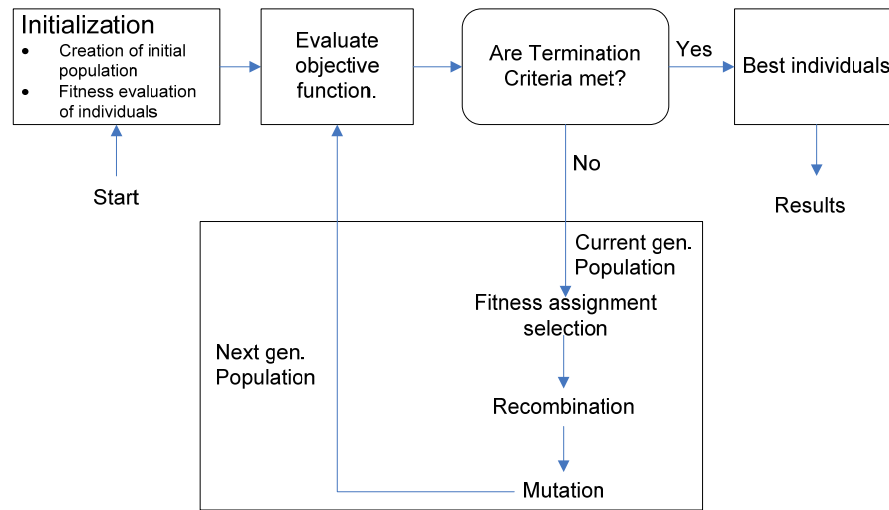 Initialization
• Creation of initial
population
• Fitness evaluation
of individuals
Evaluate
objective
function.
Are Termination
Criteria met?
Yes
Best individuals
Start
No
Results
Current gen.
Population
Fitness assignment
selection
Next gen.
Population
Recombination
Mutation